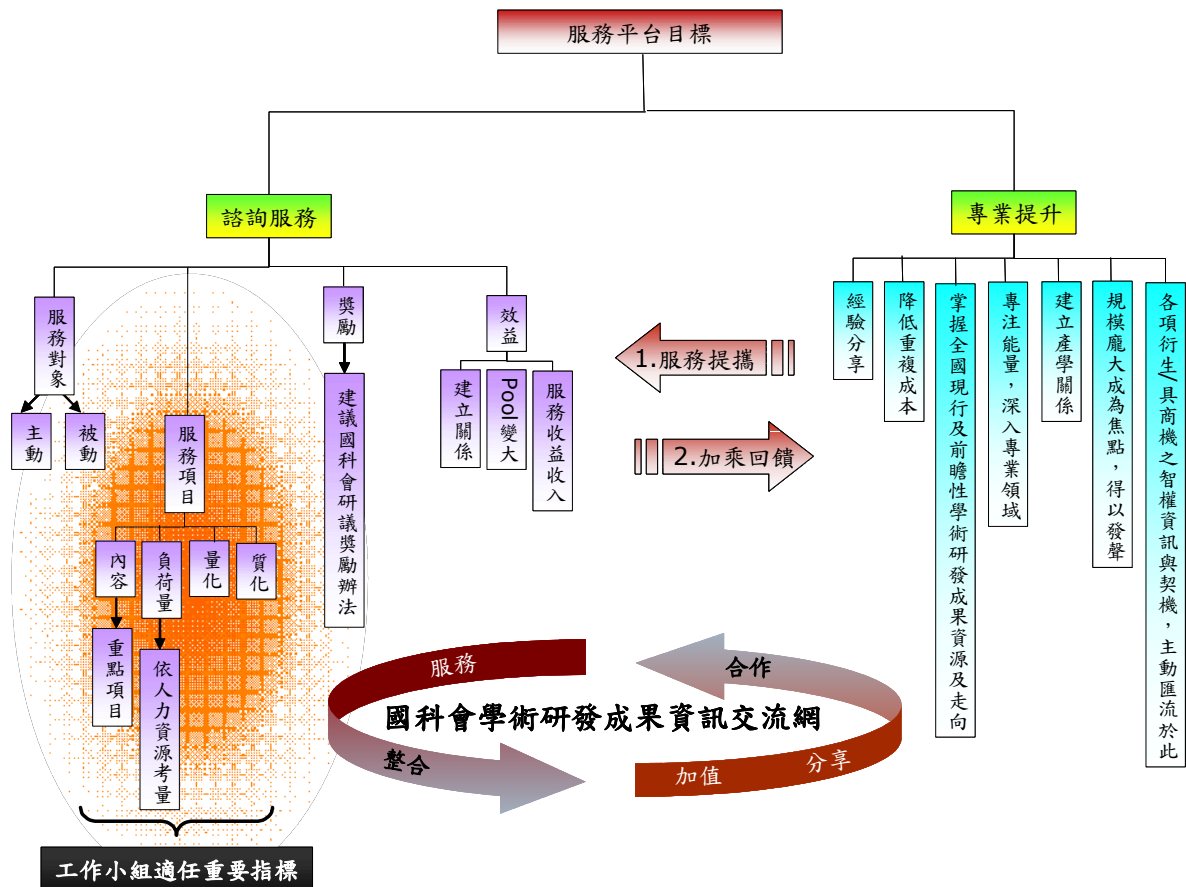 服務平台目標
諮詢服務
專業提升
服務對象
主動
被動
服務項目
內容
負荷量
量化
質化
重點項目
依人力資源考量
獎勵
建議國科會研議獎勵辦法
效益
建立關係
Pool變大
服務收益收入
1.服務提攜
2.加乘回饋
經驗分享
降低重複成本
掌握全國現行及前瞻性學術研發成果資源及走向
專注能量，深入專業領域
建立產學關係
規模龐大成為焦點，得以發聲
各項衍生/具商機之智權資訊與契機，主動匯流於此
服務
合作
國科會學術研發成果資訊交流網
整合
加值
分享
工作小組適任重要指標